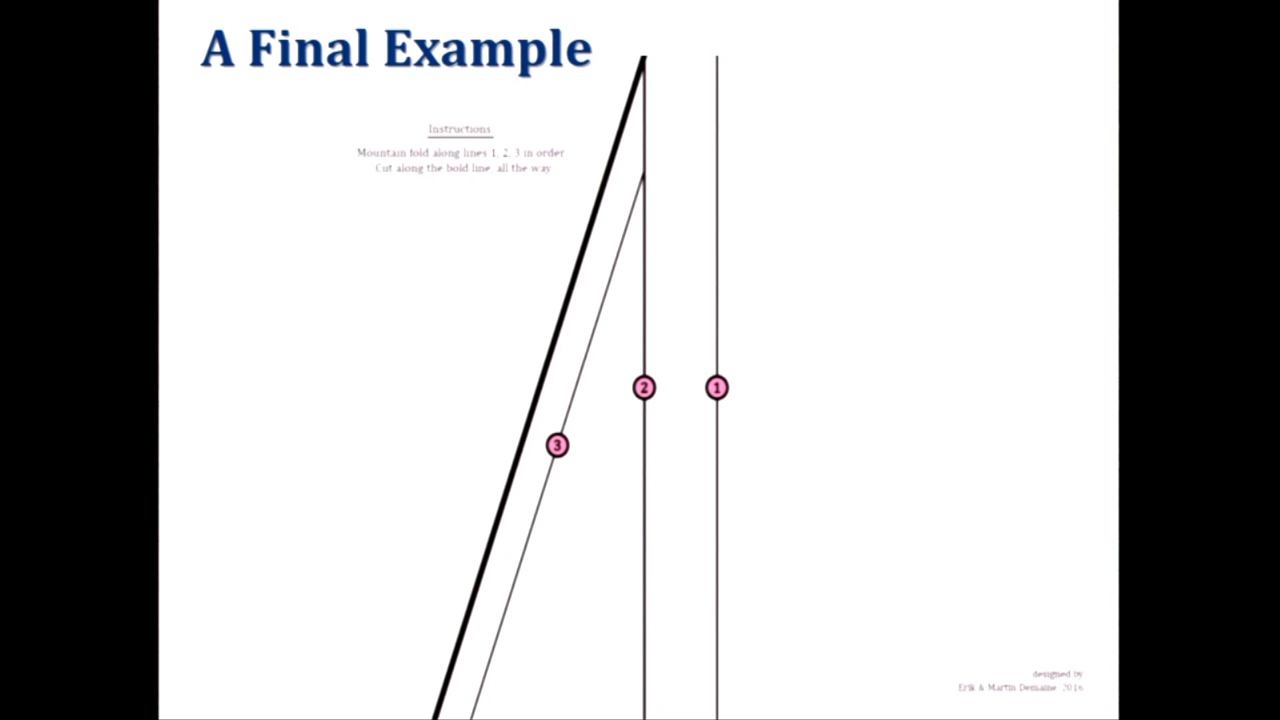 A Final Example
Instructions
Mountain fold along lines 1, 2, 3 in order
Cut along the bold line, all the way
2
1
3
designed by
Erik & Martin Demaine, 2016